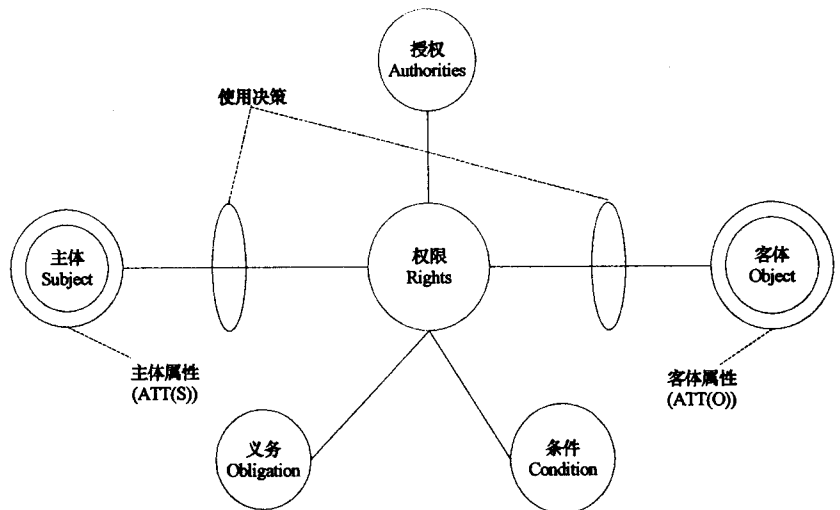 授权
Authorities
使用决策
主体
Subject
权限
Rights
客体
Object
主体属性
(ATT(S))
客体属性
(ATT(O))
义务
Obligation
条件
Condition